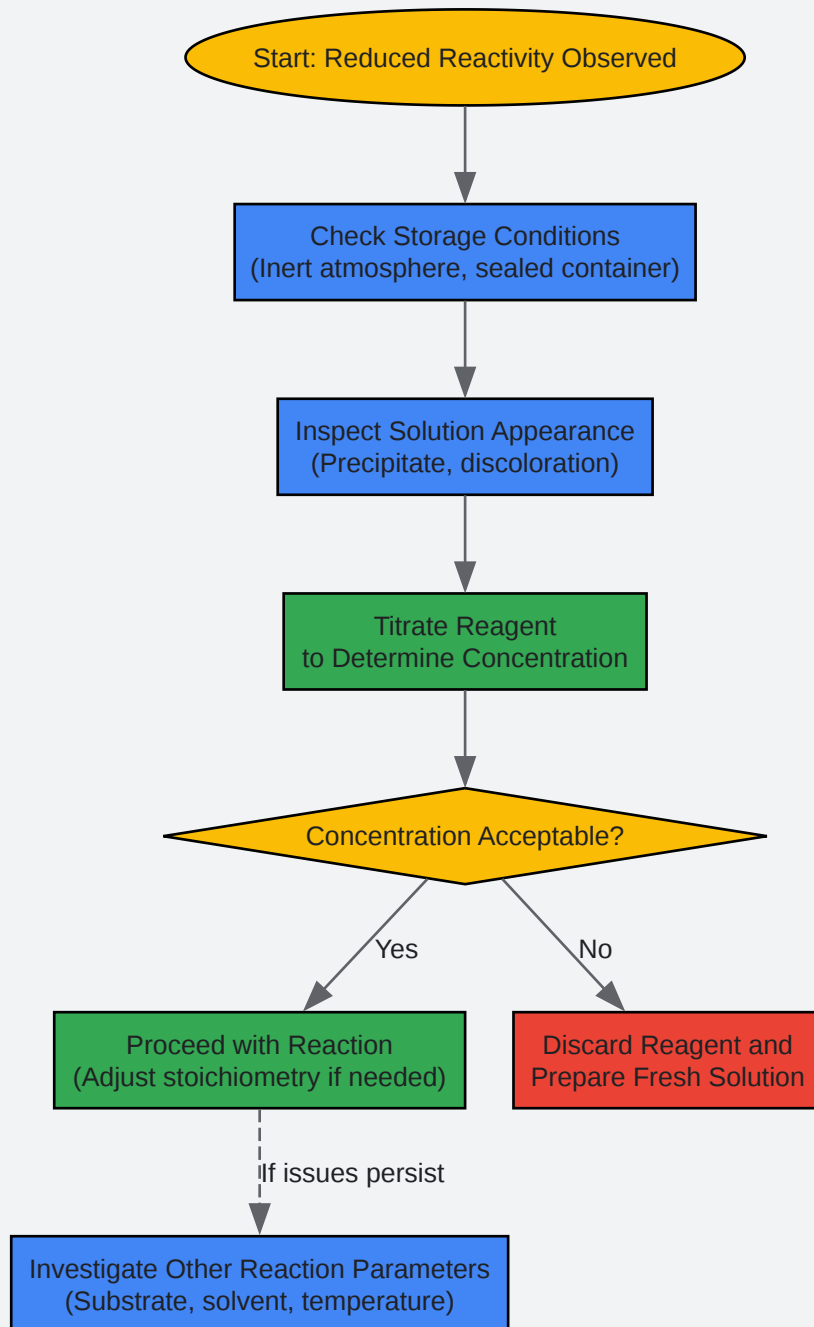 Start: Reduced Reactivity Observed
Check Storage Conditions
(Inert atmosphere, sealed container)
Inspect Solution Appearance
(Precipitate, discoloration)
Titrate Reagent
to Determine Concentration
Concentration Acceptable?
Yes
No
Proceed with Reaction
(Adjust stoichiometry if needed)
Discard Reagent and
Prepare Fresh Solution
If issues persist
Investigate Other Reaction Parameters
(Substrate, solvent, temperature)